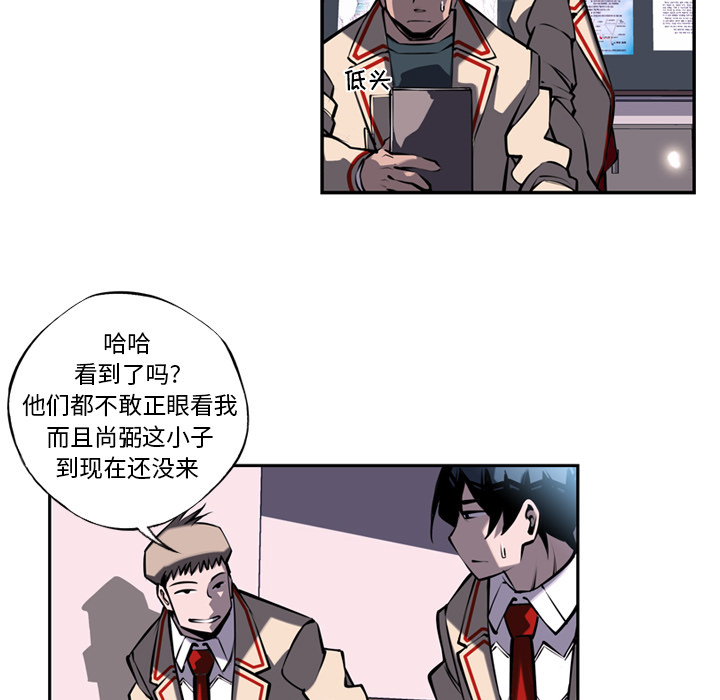 低头
哈哈
看到了吗?
他们都不敢正眼看我
而且尚弼这小子
到现在还没来